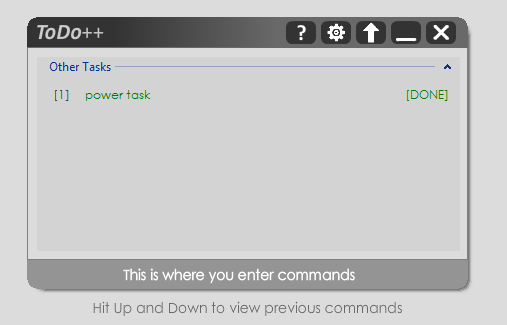 ToDo++ ?
Other Tasks
[1] power task [DONE]
This is where you enter commands
Hit Up and Down to view previous commands